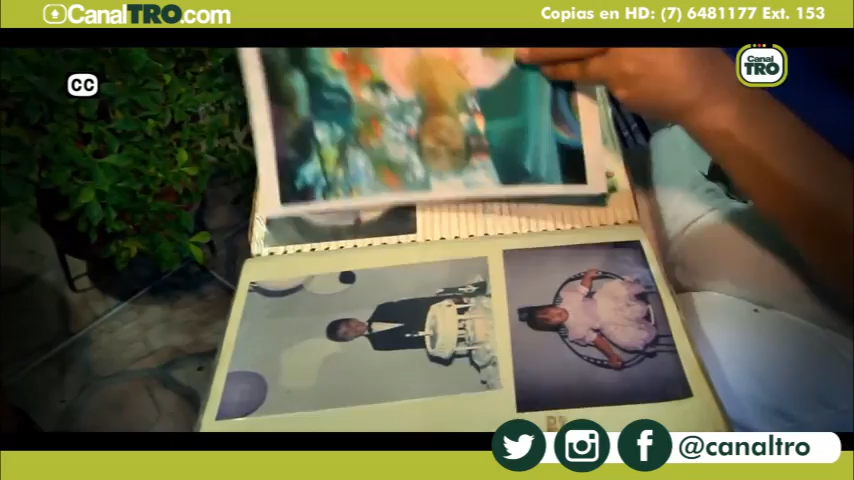 CanalTRO.com
Copias en HD: (7) 6481177 Ext. 153
CC
Canal
TRO
@canaltro